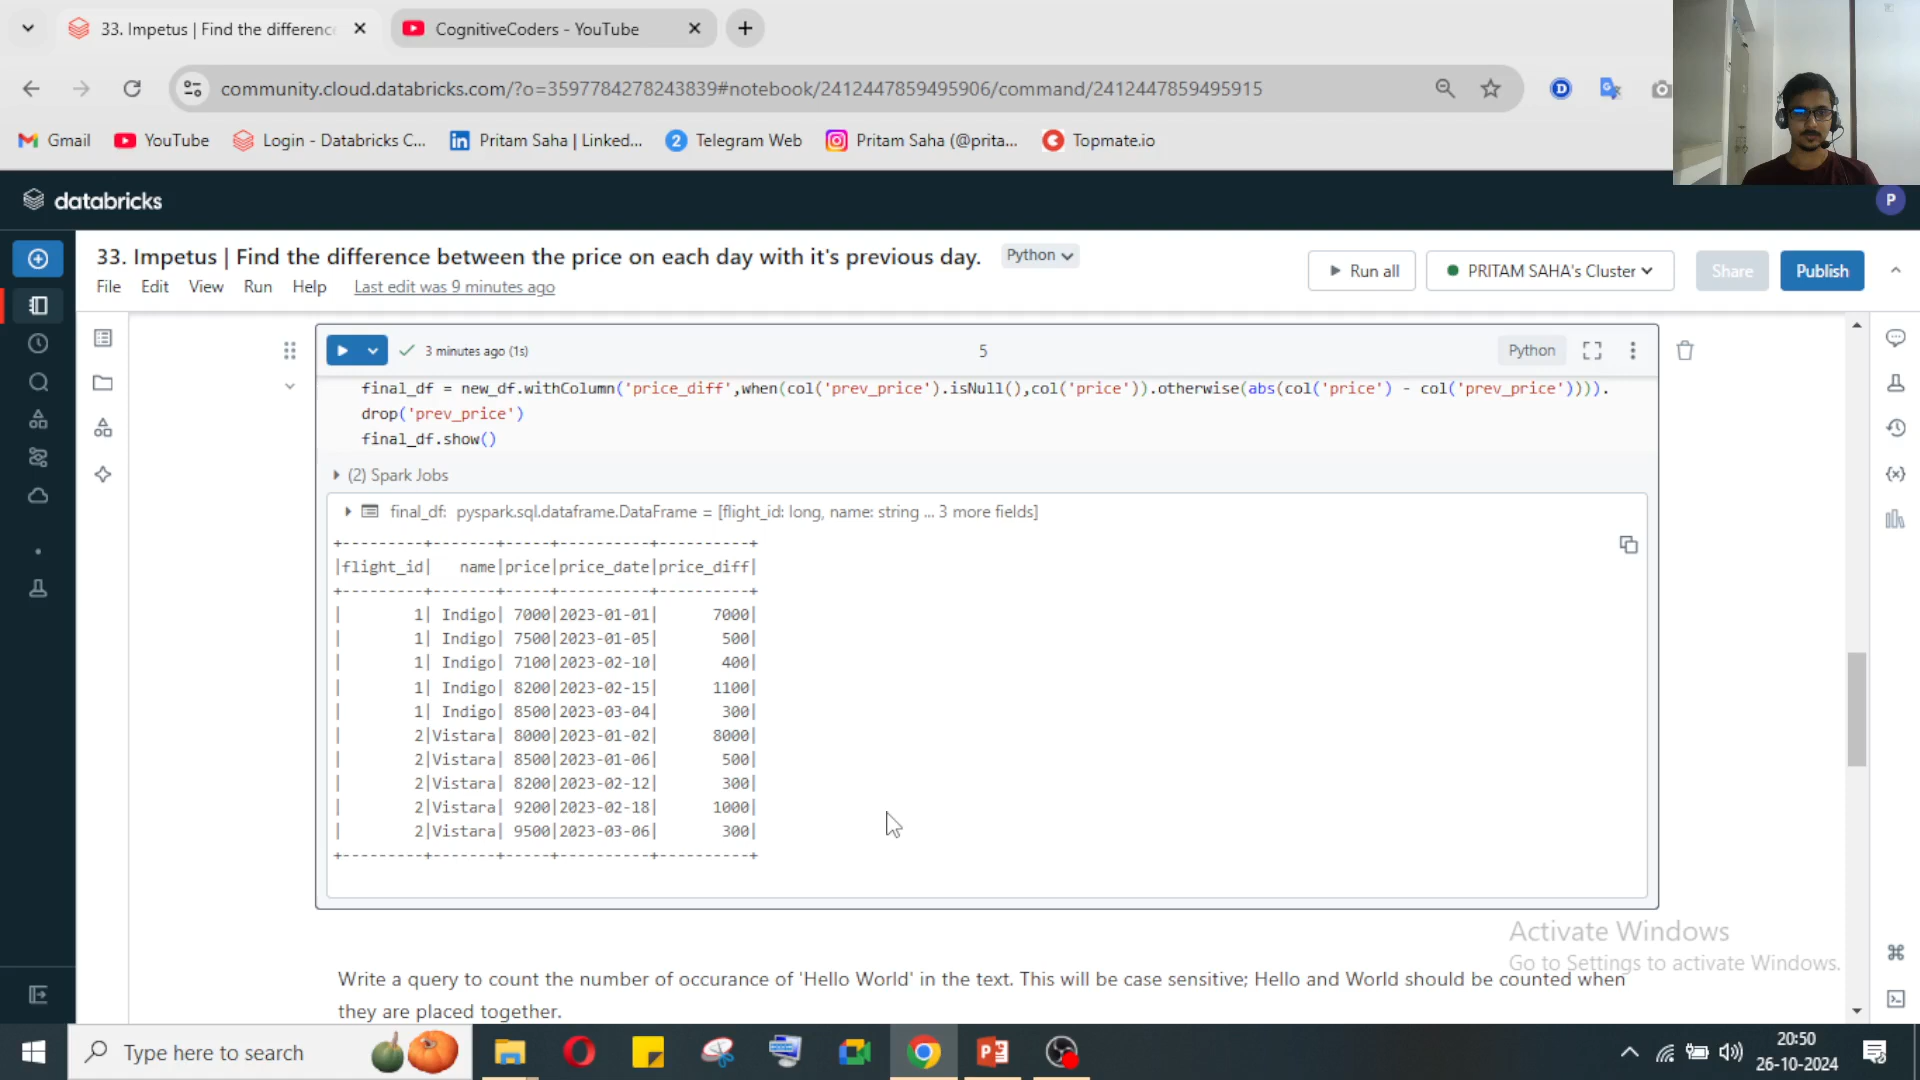 33. Impetus | Find the differenc
CognitiveCoders - YouTube
community.cloud.databricks.com/?o=3597784278243839#notebook/2412447859495906/command/2412447859495915
D
Gmail
YouTube
Login - Databricks C...
in
Pritam Saha | Linked...
2
Telegram Web
Pritam Saha (@prita...
Topmate.io
databricks
P
33. Impetus | Find the difference between the price on each day with it's previous day.
Python
Run all
PRITAM SAHA's Cluster
Share
Publish
File Edit View Run Help Last edit was 9 minutes ago
3 minutes ago (1s)
5
Python
final_df = new_df.withColumn('price_diff',when(col('prev_price').isNull(),col('price')).otherwise(abs(col('price') - col('prev_price')))).
drop('prev_price')
final_df.show()
(2) Spark Jobs
final_df: pyspark.sql.dataframe.DataFrame = [flight_id: long, name: string ... 3 more fields]
+---------+-------+-----+----------+----------+
|flight_id|   name|price|price_date|price_diff|
+---------+-------+-----+----------+----------+
|        1| Indigo| 7000|2023-01-01|      7000|
|        1| Indigo| 7500|2023-01-05|       500|
|        1| Indigo| 7100|2023-02-10|       400|
|        1| Indigo| 8200|2023-02-15|      1100|
|        1| Indigo| 8500|2023-03-04|       300|
|        2|Vistara| 8000|2023-01-02|      8000|
|        2|Vistara| 8500|2023-01-06|       500|
|        2|Vistara| 8200|2023-02-12|       300|
|        2|Vistara| 9200|2023-02-18|      1000|
|        2|Vistara| 9500|2023-03-06|       300|
+---------+-------+-----+----------+----------+
Activate Windows
Go to Settings to activate Windows.
Write a query to count the number of occurance of 'Hello World' in the text. This will be case sensitive; Hello and World should be counted when
they are placed together.
Type here to search
20:50
26-10-2024